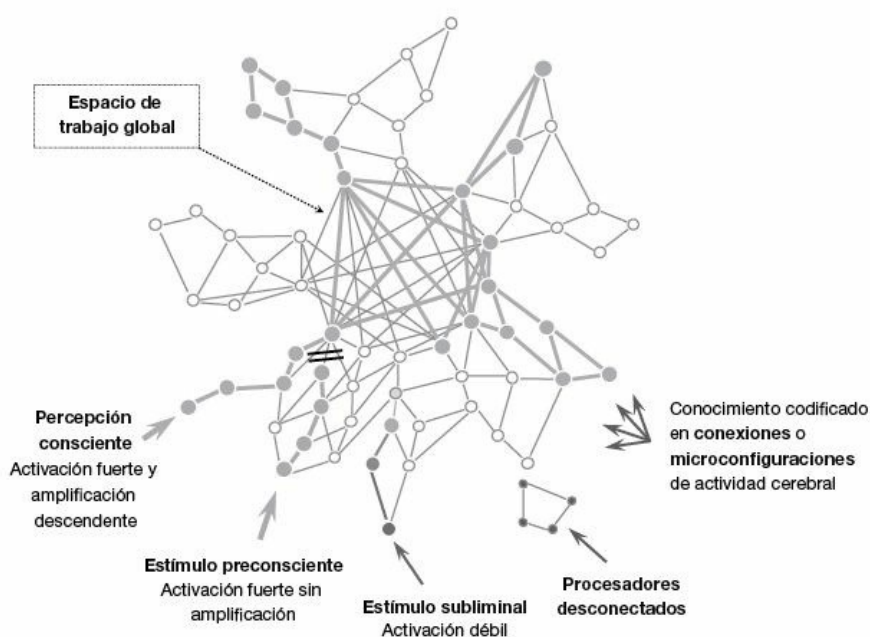 Espacio de
trabajo global
Percepción
consciente
Activación fuerte y
amplificación
descendente
Estímulo preconsciente
Activación fuerte sin
amplificación
Estímulo subliminal
Activación débil
Procesadores
desconectados
Conocimiento codificado
en conexiones o
microconfiguraciones
de actividad cerebral